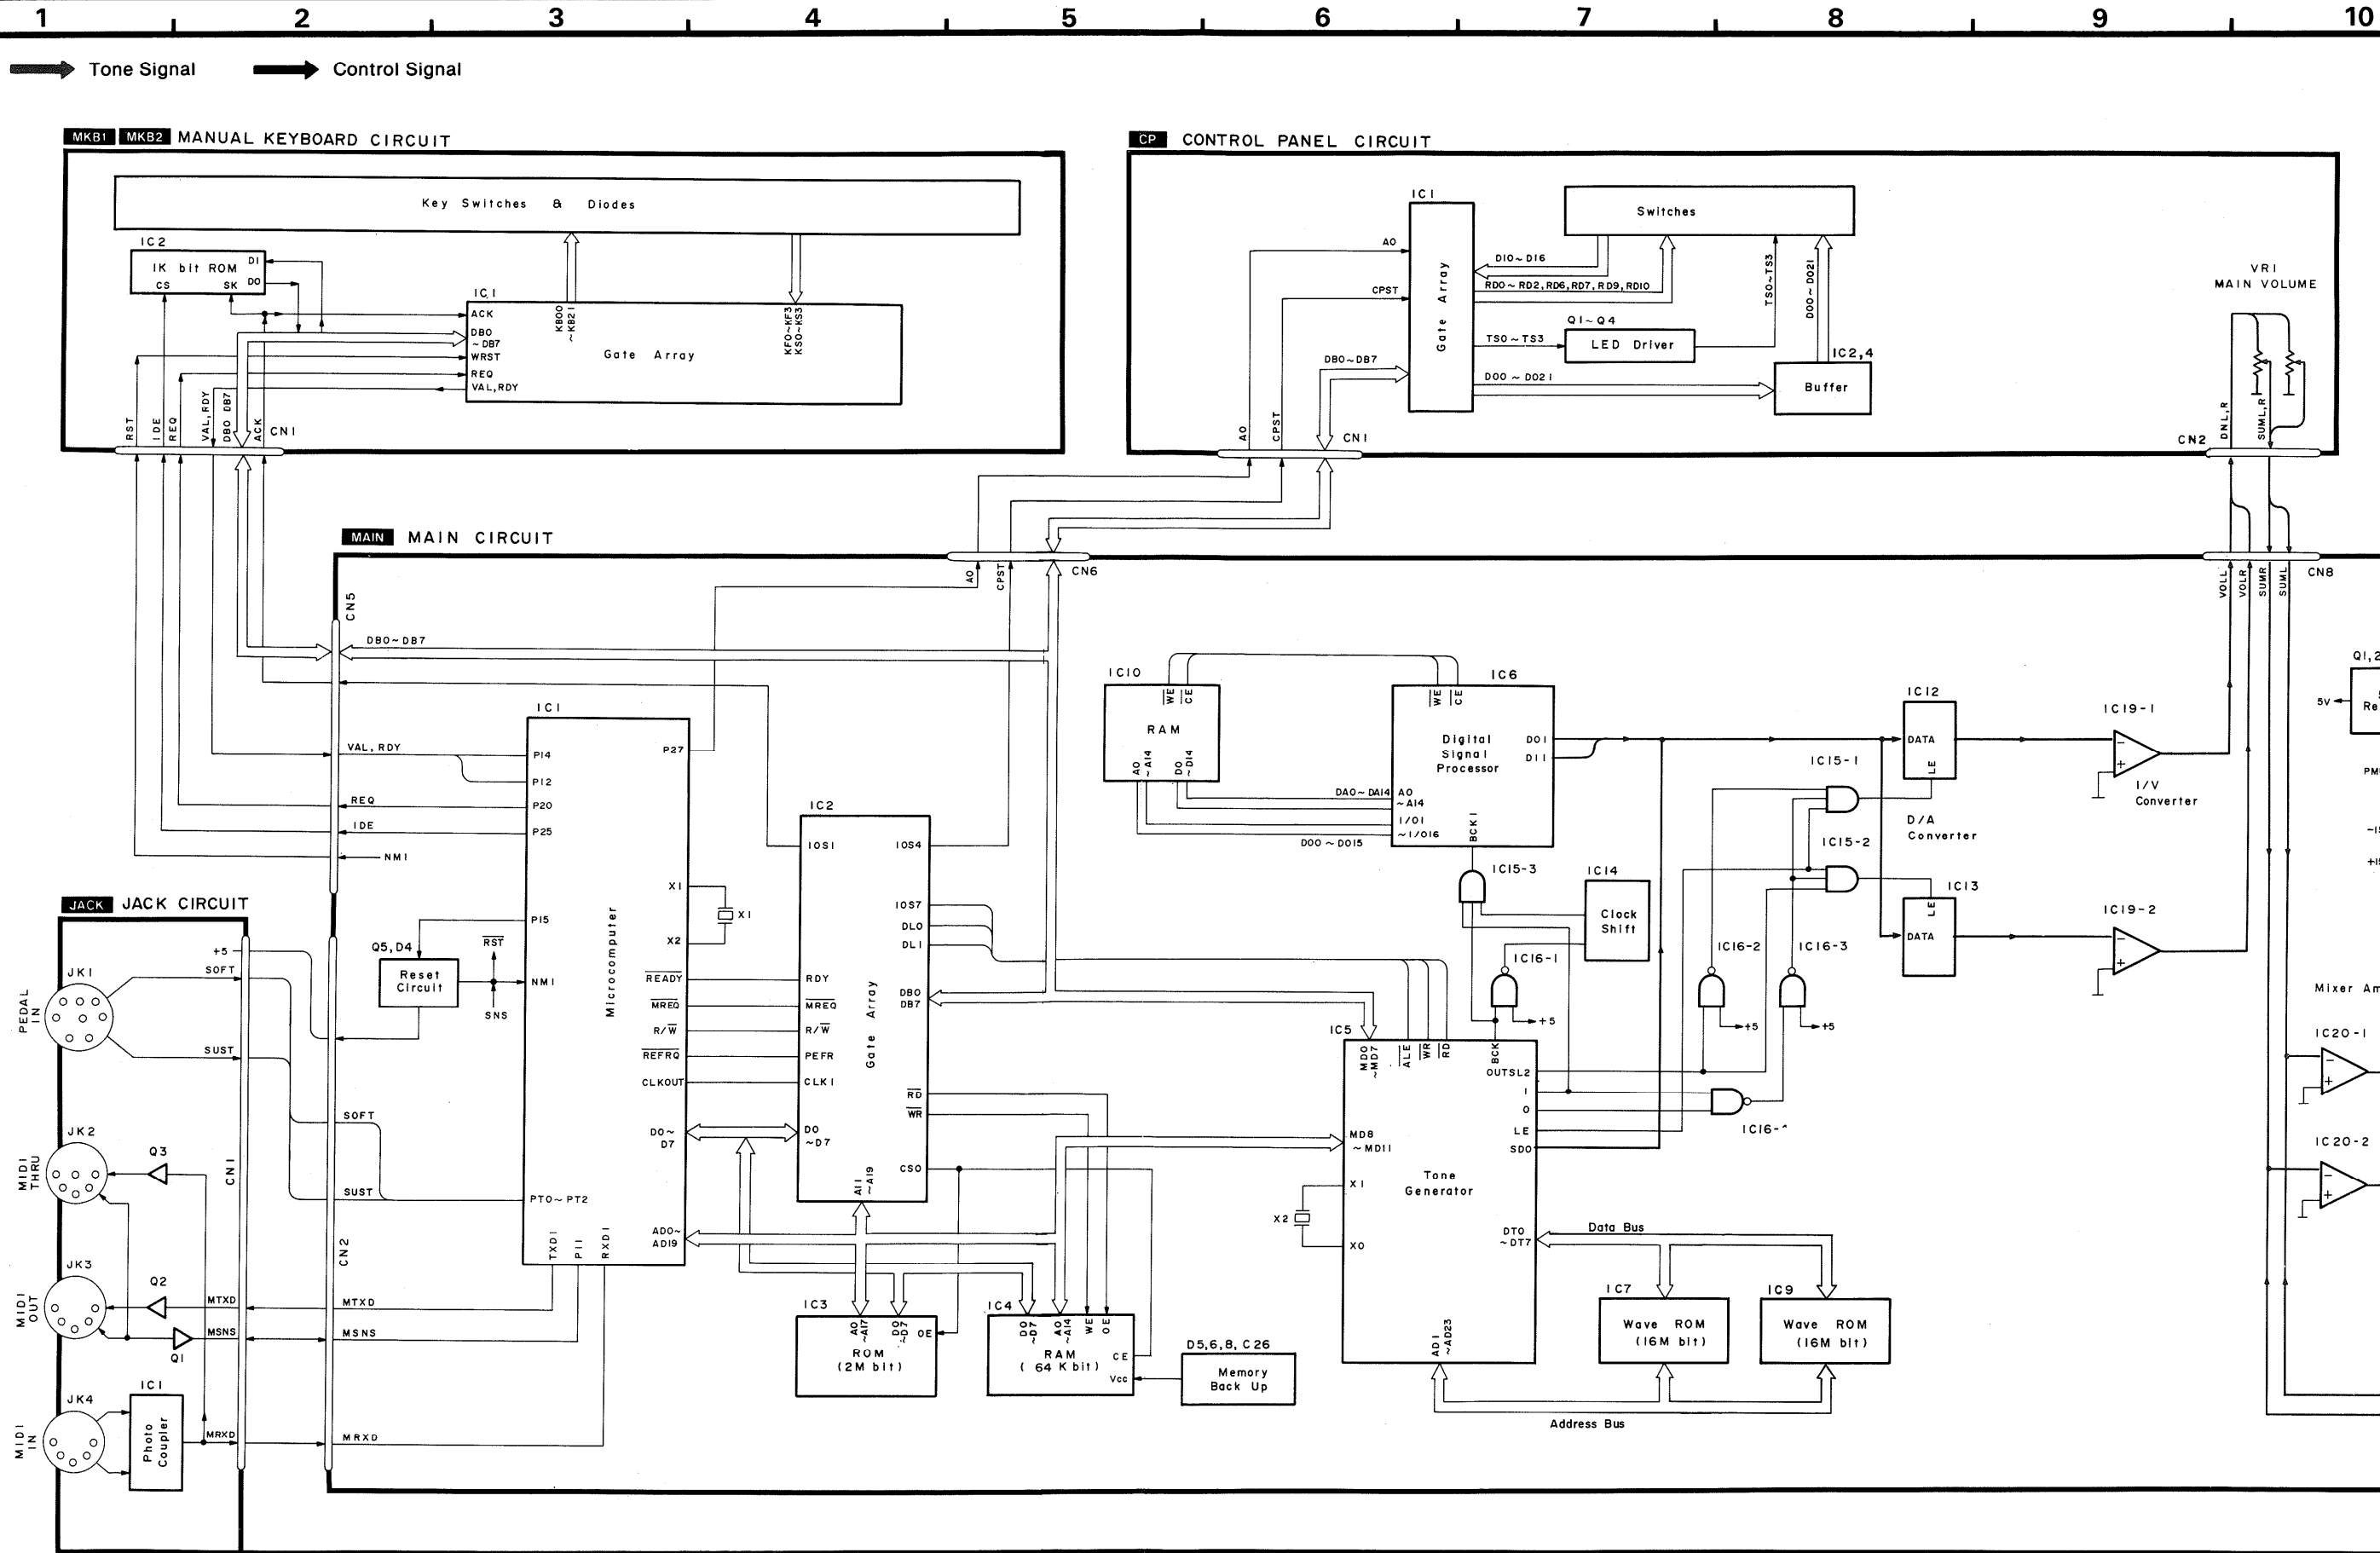 1 2 3 4 5 6 7 8 9 10
Tone Signal
Control Signal
MKB1 MKB2 MANUAL KEYBOARD CIRCUIT
Key Switches & Diodes
IC2
1K bit ROM
DI
DO
CS
SK
IC1
ACK
DB0
~DB7
WRST
REQ
VAL,RDY
KB00
~KB21
KF0~KF3
KS0~KS3
Gate Array
RST
IDE
REQ
VAL,RDY
DB0 DB7
ACK
CN1
CP CONTROL PANEL CIRCUIT
IC1
Gate Array
A0
CPST
DB0~DB7
Switches
DI0~DI6
RD0~RD2,RD6,RD7,RD9,RD10
TS0~TS3
DO0~DO21
Q1~Q4
TS0~TS3
LED Driver
IC2,4
DO0~DO21
Buffer
A0
CPST
CN1
VR1
MAIN VOLUME
CN2
DNL,R
SUML,R
MAIN MAIN CIRCUIT
CN5
A0
CPST
CN6
VOLL
VOLR
SUMR
SUML
CN8
DB0~DB7
IC1
Microcomputer
VAL, RDY
P14
P12
REQ
P20
IDE
P25
NMI
P15
P27
X1
X2
X1
READY
MREQ
R/W
REFRQ
CLKOUT
D0~
D7
AD0~
AD19
NMI
PT0~PT2
TXD1
P11
RXD1
Q5,D4
Reset
Circuit
RST
SNS
IC2
Gate Array
IOS1
IOS4
IOS7
DL0
DL1
DB0
DB7
RDY
MREQ
R/W
PEFR
CLK1
RD
WR
D0
~D7
CS0
A11
~A19
IC3
A0
~A17
D0
~D7
OE
ROM
(2M bit)
IC4
D0
~D7
A0
~A14
WE
OE
RAM
(64K bit)
CE
Vcc
D5,6,8,C26
Memory
Back Up
IC10
WE
CE
RAM
A0
~A14
D0
~D14
IC6
WE
CE
Digital
Signal
Processor
DO1
DI1
DA0~DA14
A0
~A14
I/O1
~I/O16
DO0~DO15
BCK1
IC15-3
IC14
Clock
Shift
IC16-1
+5
IC16-2
+5
IC16-3
+5
IC15-1
IC15-2
IC12
DATA
LE
D/A
Converter
IC13
LE
DATA
IC19-1
I/V
Converter
IC19-2
Q1,2
5V
Re
Mixer Am
IC20-1
IC20-2
IC5
MD0
~MD7
ALE
WR
RD
BCK
OUTSL2
I
O
LE
SDO
MD8
~MD11
X1
X2
X0
Tone
Generator
DT0
~DT7
AD1
~AD23
Data Bus
IC7
Wave ROM
(16M bit)
IC9
Wave ROM
(16M bit)
Address Bus
JACK JACK CIRCUIT
+5
SOFT
SUST
JK1
PEDAL
IN
JK2
MIDI
THRU
Q3
JK3
MIDI
OUT
Q2
MTXD
MSNS
Q1
IC1
JK4
MIDI
IN
Photo
Coupler
MRXD
CN1
CN2
SOFT
SUST
MTXD
MSNS
MRXD